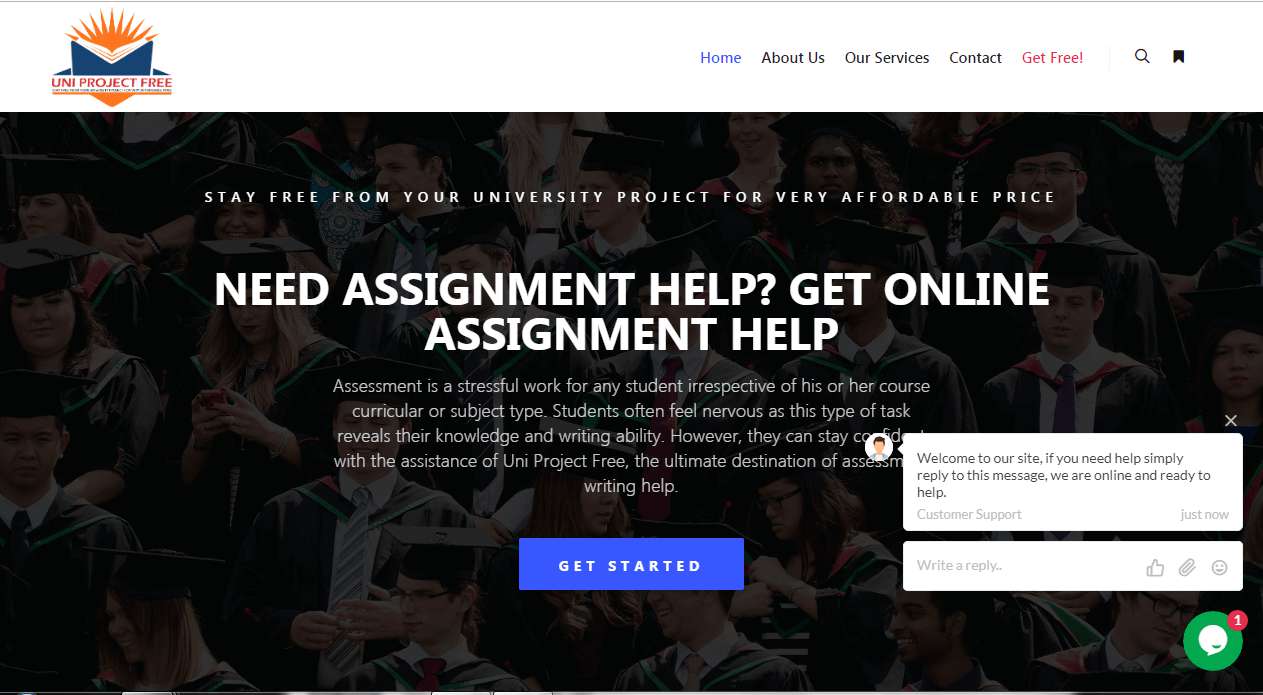 UNI PROJECT FREE
Home About Us Our Services Contact Get Free!
STAY FREE FROM YOUR UNIVERSITY PROJECT FOR VERY AFFORDABLE PRICE
NEED ASSIGNMENT HELP? GET ONLINE
ASSIGNMENT HELP
Assessment is a stressful work for any student irrespective of his or her course
curricular or subject type. Students often feel nervous as this type of task
reveals their knowledge and writing ability. However, they can stay
with the assistance of Uni Project Free, the ultimate destination of
writing help.
GET STARTED
Welcome to our site, if you need help simply
reply to this message, we are online and ready to
help.
Customer Support just now
Write a reply..
1